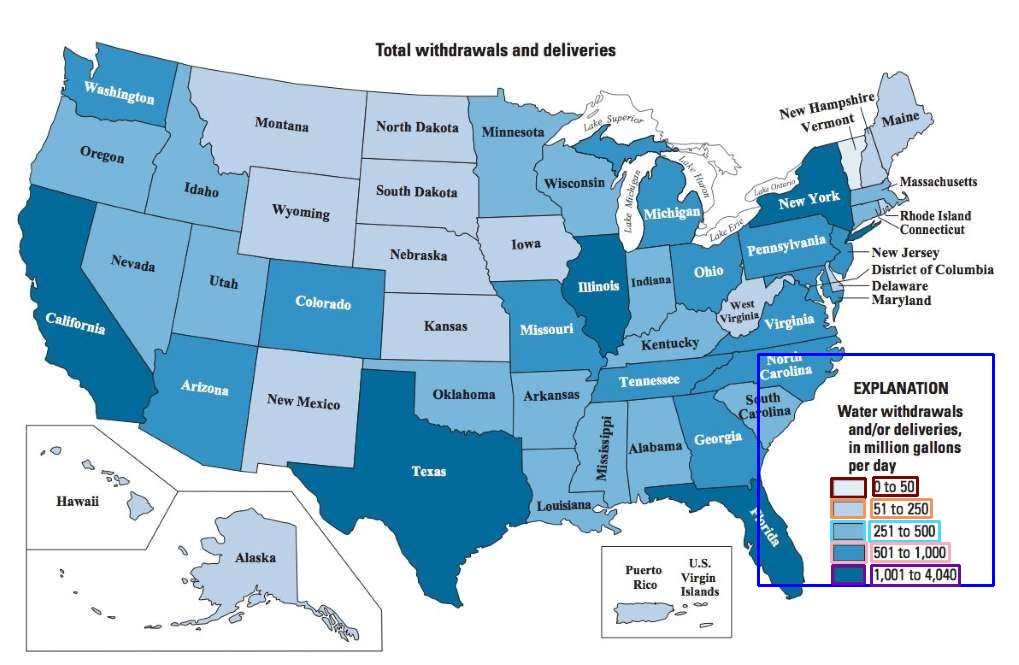 Total withdrawals and deliveries
Washington
Montana
North Dakota
Minnesota
Lake Superior
New Hampshire
Vermont
Maine
Oregon
Idaho
Wyoming
South Dakota
Wisconsin
Lake Michigan
Lake Huron
Michigan
Lake Ontario
Lake Erie
New York
Massachusetts
Rhode Island
Connecticut
Nevada
Utah
Colorado
Nebraska
Iowa
Illinois
Indiana
Ohio
Pennsylvania
New Jersey
District of Columbia
Delaware
Maryland
California
Kansas
Missouri
Kentucky
West
Virginia
Virginia
Arizona
New Mexico
Oklahoma
Arkansas
Tennessee
North
Carolina
South
Carolina
Texas
Louisiana
Mississippi
Alabama
Georgia
Florida
Hawaii
Alaska
Puerto
Rico
U.S.
Virgin
Islands
EXPLANATION
Water withdrawals
and/or deliveries,
in million gallons
per day
0 to 50
51 to 250
251 to 500
501 to 1,000
1,001 to 4,040